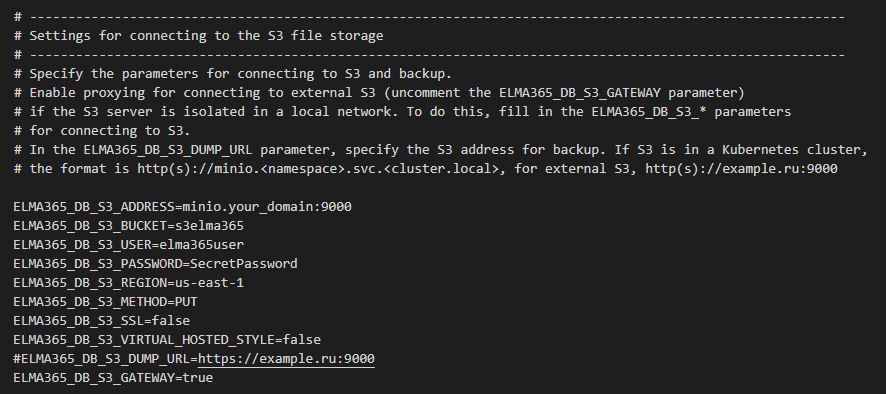 # -----------------------------------------------------------------------------------------------------------
# Settings for connecting to the S3 file storage
# -----------------------------------------------------------------------------------------------------------
# Specify the parameters for connecting to S3 and backup.
# Enable proxying for connecting to external S3 (uncomment the ELMA365_DB_S3_GATEWAY parameter)
# if the S3 server is isolated in a local network. To do this, fill in the ELMA365_DB_S3_* parameters
# for connecting to S3.
# In the ELMA365_DB_S3_DUMP_URL parameter, specify the S3 address for backup. If S3 is in a Kubernetes cluster,
# the format is http(s)://minio.<namespace>.svc.<cluster.local>, for external S3, http(s)://example.ru:9000
ELMA365_DB_S3_ADDRESS=minio.your_domain:9000
ELMA365_DB_S3_BUCKET=s3elma365
ELMA365_DB_S3_USER=elma365user
ELMA365_DB_S3_PASSWORD=SecretPassword
ELMA365_DB_S3_REGION=us-east-1
ELMA365_DB_S3_METHOD=PUT
ELMA365_DB_S3_SSL=false
ELMA365_DB_S3_VIRTUAL_HOSTED_STYLE=false
#ELMA365_DB_S3_DUMP_URL=https://example.ru:9000
ELMA365_DB_S3_GATEWAY=true